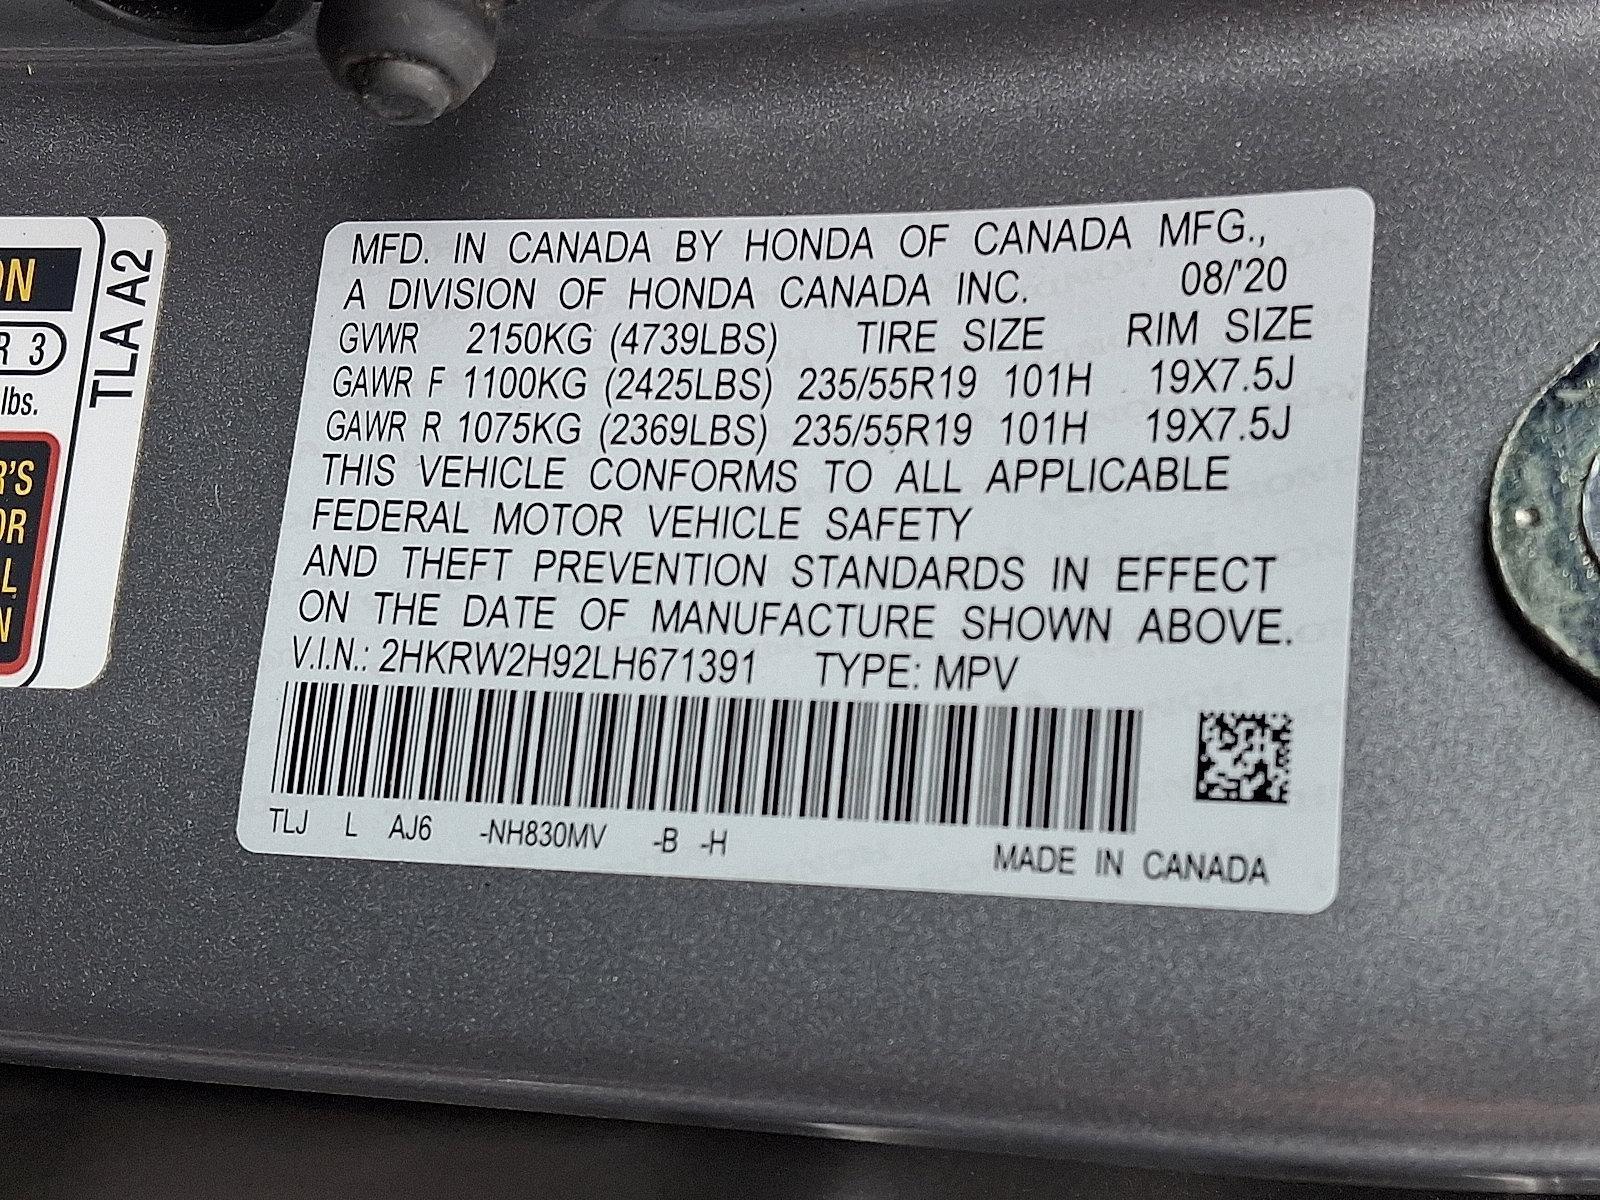 MFD. IN CANADA BY HONDA OF CANADA MFG.,
A DIVISION OF HONDA CANADA INC. 08/'20
GVWR 2150KG (4739LBS) TIRE SIZE RIM SIZE
GAWR F 1100KG (2425LBS) 235/55R19 101H 19X7.5J
GAWR R 1075KG (2369LBS) 235/55R19 101H 19X7.5J
THIS VEHICLE CONFORMS TO ALL APPLICABLE
FEDERAL MOTOR VEHICLE SAFETY
AND THEFT PREVENTION STANDARDS IN EFFECT
ON THE DATE OF MANUFACTURE SHOWN ABOVE.
V.I.N.: 2HKRW2H92LH671391 TYPE: MPV
TLJ L AJ6 -NH830MV -B -H
MADE IN CANADA
TLA A2
ON
R 3
lbs.
R'S
OR
L
N